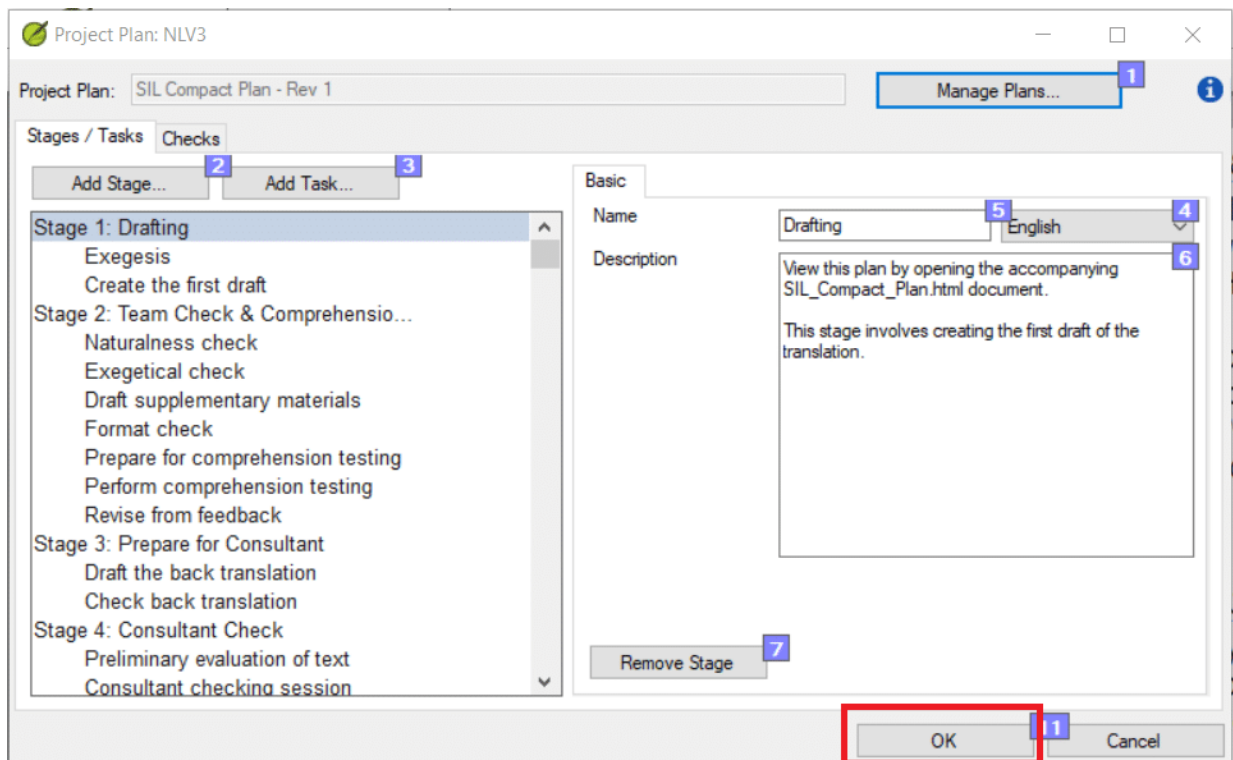 Project Plan: NLV3
Project Plan: SIL Compact Plan - Rev 1 Manage Plans... 1
Stages / Tasks Checks
Add Stage... 2 Add Task... 3
Stage 1: Drafting
Exegesis
Create the first draft
Stage 2: Team Check & Comprehensio...
Naturalness check
Exegetical check
Draft supplementary materials
Format check
Prepare for comprehension testing
Perform comprehension testing
Revise from feedback
Stage 3: Prepare for Consultant
Draft the back translation
Check back translation
Stage 4: Consultant Check
Preliminary evaluation of text
Consultant checking session
Basic
Name Drafting 5 English 4
Description 6
View this plan by opening the accompanying
SIL_Compact_Plan.html document.
This stage involves creating the first draft of the
translation.
Remove Stage 7
OK 11 Cancel